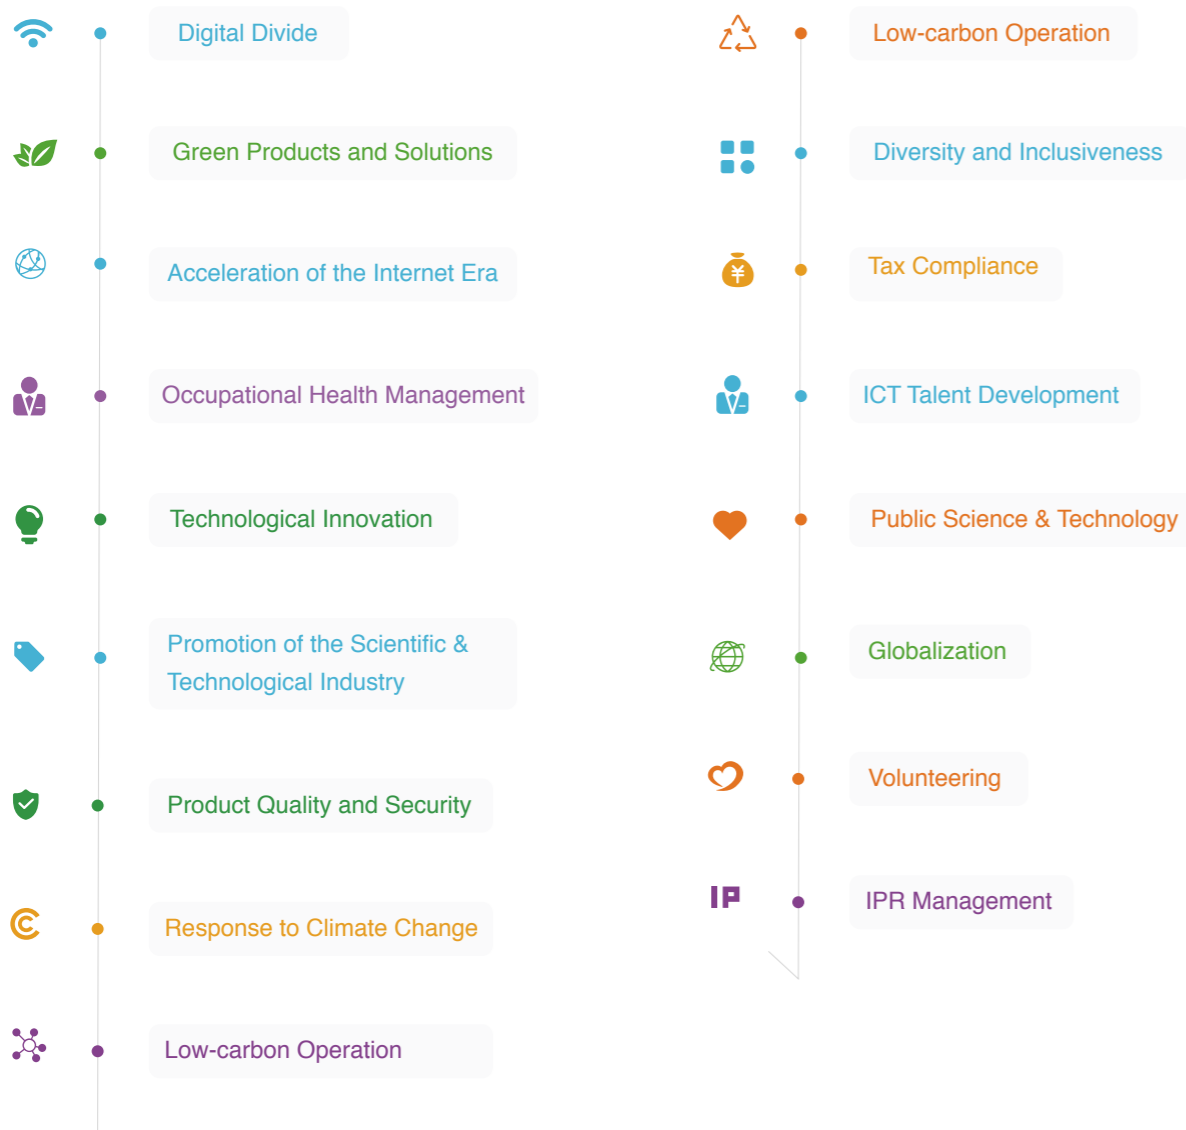 Digital Divide
Green Products and Solutions
Acceleration of the Internet Era
Occupational Health Management
Technological Innovation
Promotion of the Scientific &
Technological Industry
Product Quality and Security
Response to Climate Change
Low-carbon Operation
Low-carbon Operation
Diversity and Inclusiveness
¥
Tax Compliance
ICT Talent Development
Public Science & Technology
Globalization
Volunteering
IP
IPR Management